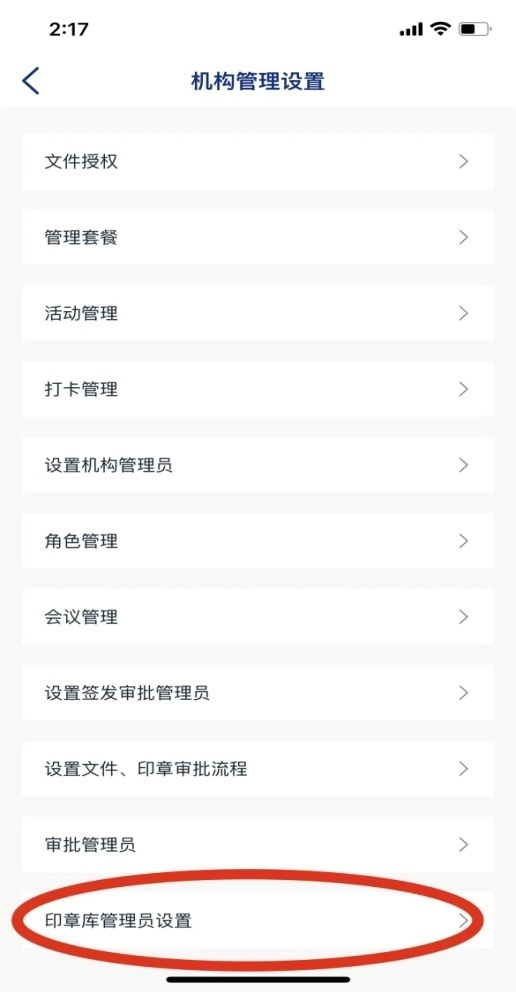 2:17
机构管理设置
文件授权
管理套餐
活动管理
打卡管理
设置机构管理员
角色管理
会议管理
设置签发审批管理员
设置文件、印章审批流程
审批管理员
印章库管理员设置